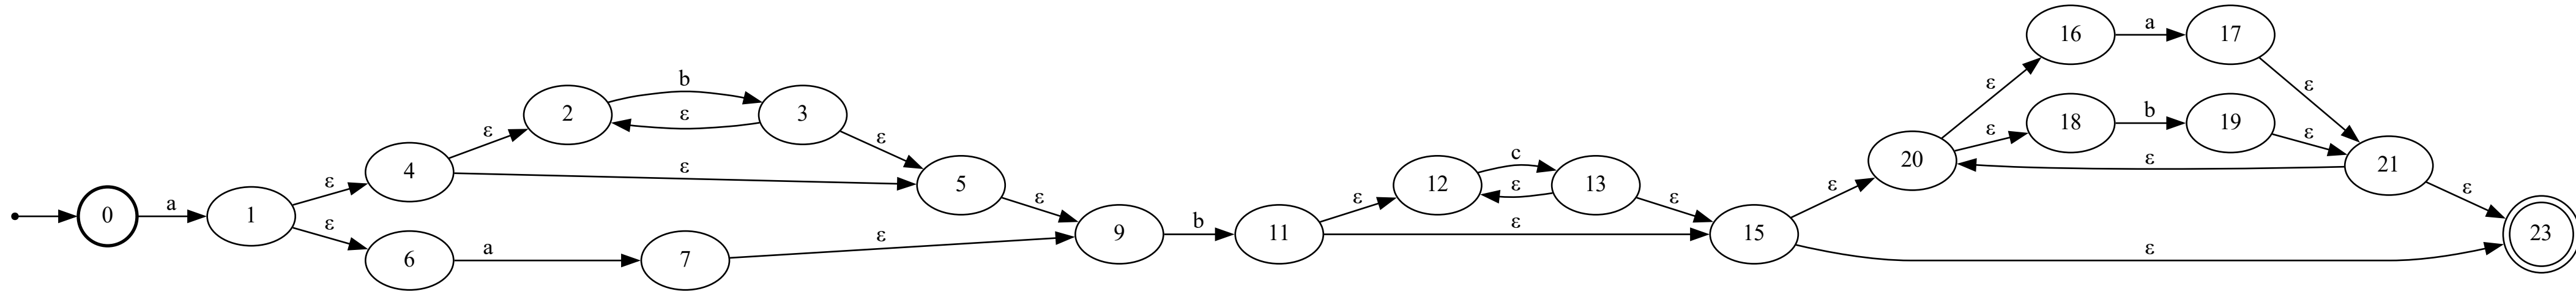 16 a 17
b ε ε
2 3 ε c 18 b 19 ε
ε ε ε ε
4 ε 12 ε 13 20 ε 21
ε 5 ε ε ε ε
0 a 1 ε b
ε 9 11 ε 15 23
6 a 7 ε ε